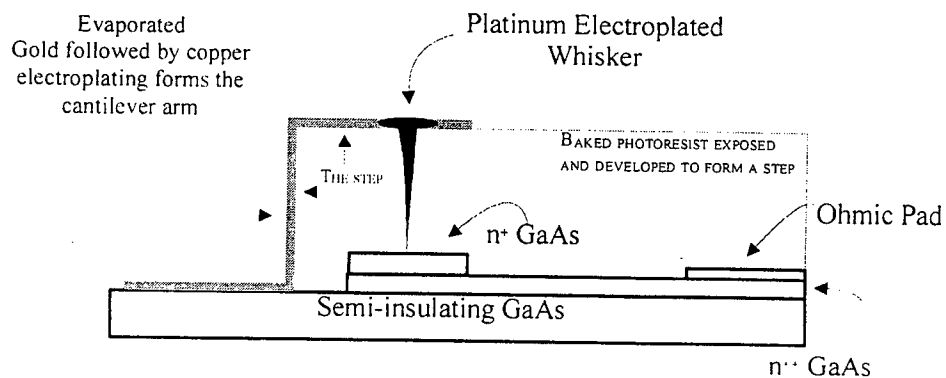 Evaporated
Gold followed by copper
electroplating forms the
cantilever arm
Platinum Electroplated
Whisker
BAKED PHOTORESIST EXPOSED
AND DEVELOPED TO FORM A STEP
THE STEP
n+ GaAs
Ohmic Pad
Semi-insulating GaAs
n++ GaAs